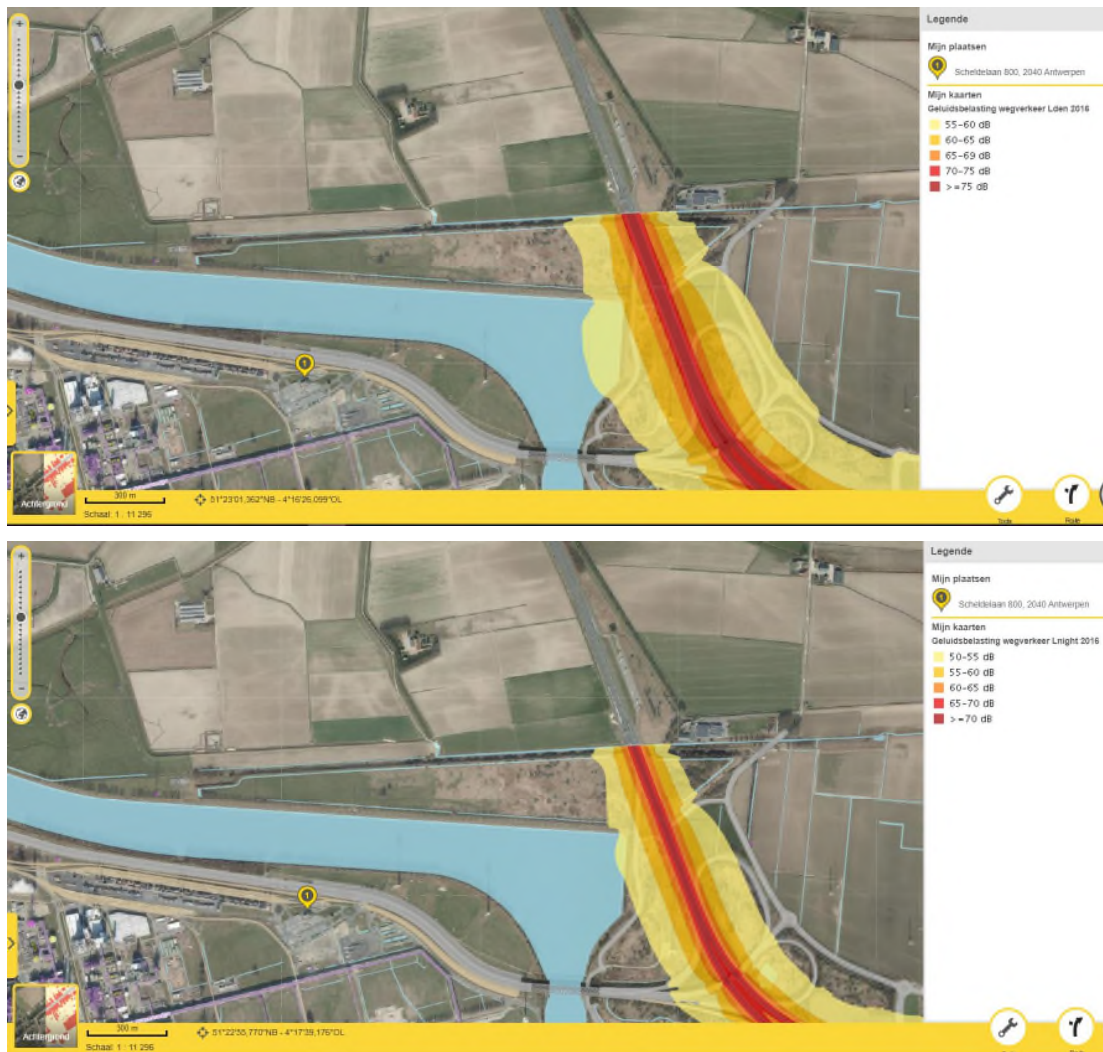 Legende
Mijn plaatsen
1
Scheldelaan 800, 2040 Antwerpen
Mijn kaarten
Geluidsbelasting wegverkeer Lden 2016
55-60 dB
60-65 dB
65-69 dB
70-75 dB
>=75 dB
1
Achtergrond
300 m
Schaal: 1 : 11 296
51°23'01,362"NB - 4°16'26,099"OL
Tools
Route
Legende
Mijn plaatsen
1
Scheldelaan 800, 2040 Antwerpen
Mijn kaarten
Geluidsbelasting wegverkeer Lnight 2016
50-55 dB
55-60 dB
60-65 dB
65-70 dB
>=70 dB
1
Achtergrond
300 m
Schaal: 1 : 11 296
51°22'55,770"NB - 4°17'39,176"OL